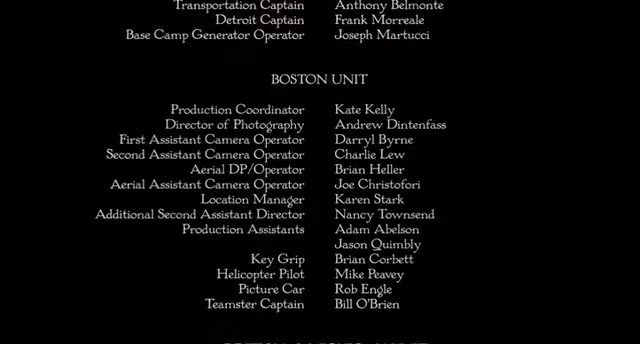 Transportation Captain Anthony Belmonte
Detroit Captain Frank Morreale
Base Camp Generator Operator Joseph Martucci
BOSTON UNIT
Production Coordinator Kate Kelly
Director of Photography Andrew Dintenfass
First Assistant Camera Operator Darryl Byrne
Second Assistant Camera Operator Charlie Lew
Aerial DP/Operator Brian Heller
Aerial Assistant Camera Operator Joe Christofori
Location Manager Karen Stark
Additional Second Assistant Director Nancy Townsend
Production Assistants Adam Abelson
Jason Quimbly
Key Grip Brian Corbett
Helicopter Pilot Mike Peavey
Picture Car Rob Engle
Teamster Captain Bill O'Brien